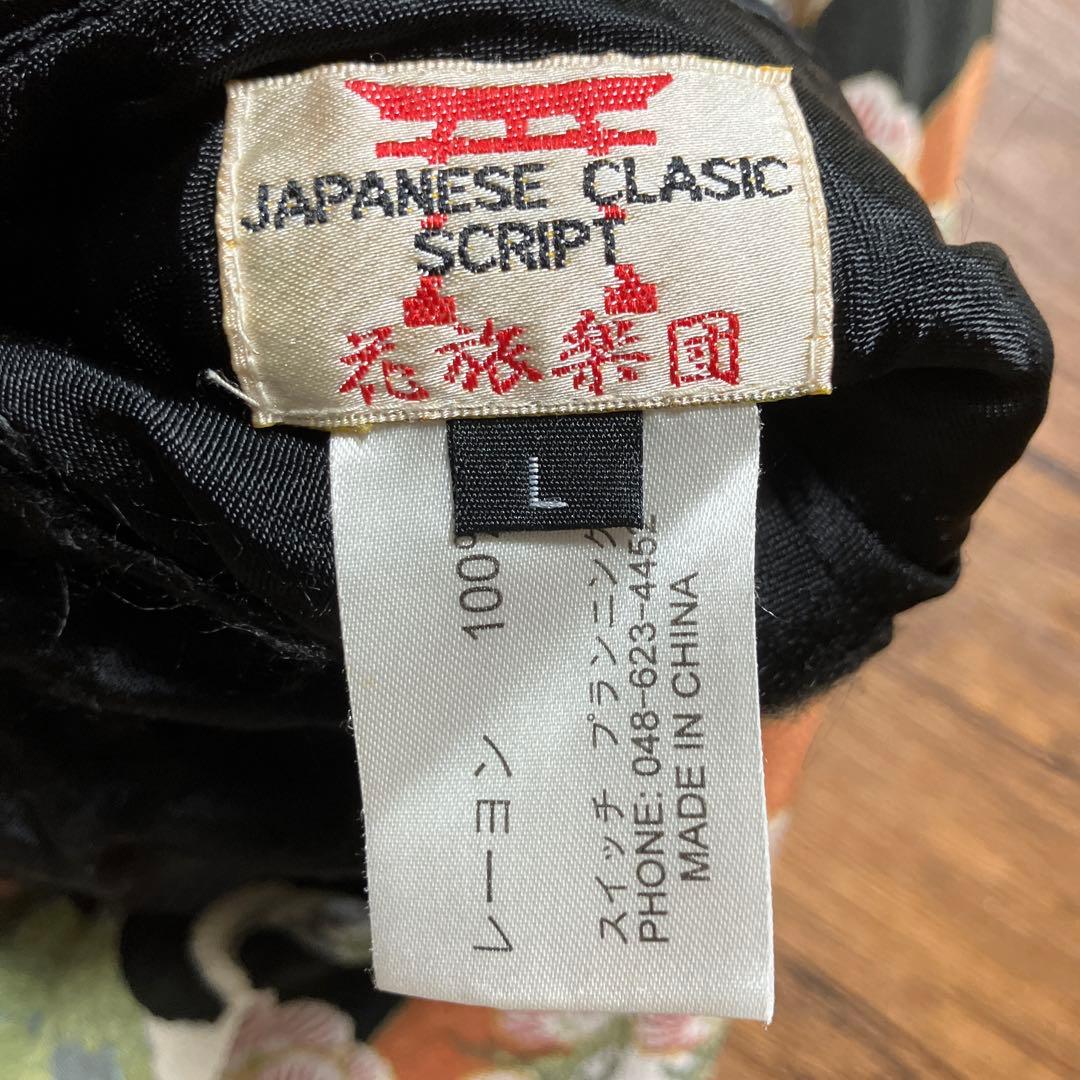 JAPANESE CLASIC
SCRIPT
花旅楽団
L
レーヨン 100%
スイッチ プランニング
PHONE: 048-623-4452
MADE IN CHINA